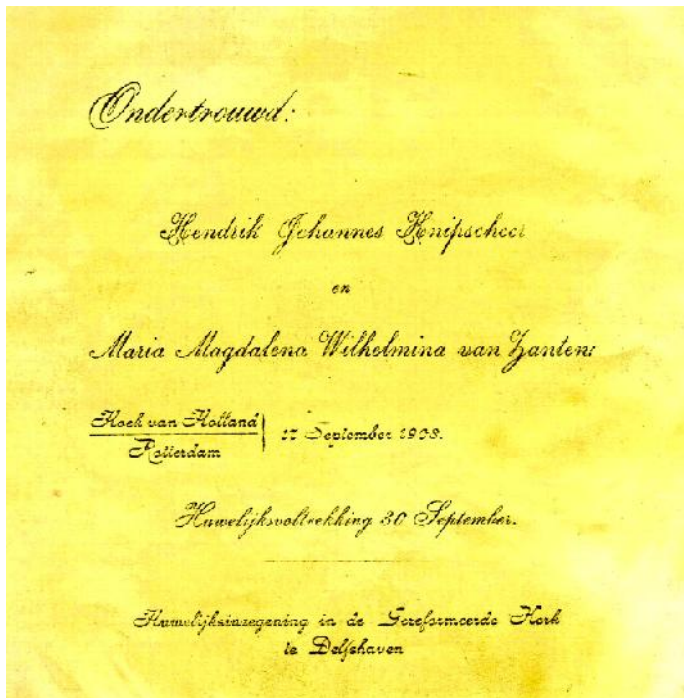 Ondertrouwd:
Hendrik Johannes Knipscheer
en
Maria Magdalena Wilhelmina van Zanten:
Hoek van Holland
Rotterdam
17 September 1908.
Huwelijksvoltrekking 30 September.
Huwelijksinzegening in de Gereformeerde Kerk
te Delfshaven